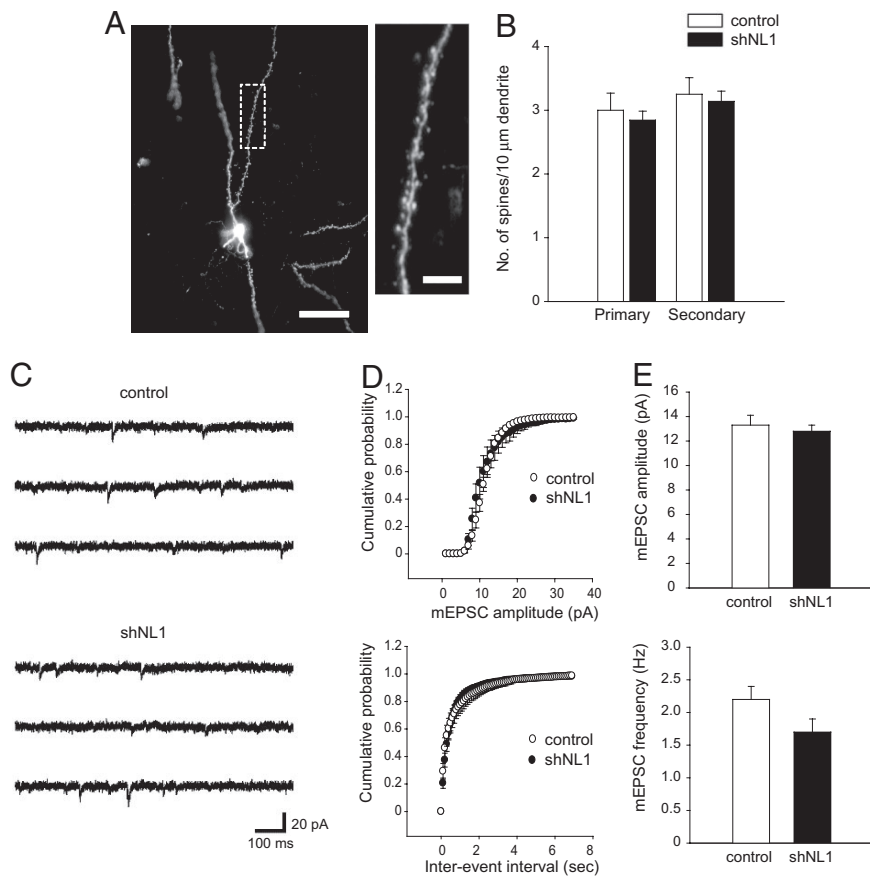 A
B
control
shNL1
No. of spines/10 μm dendrite
4
3
2
1
0
Primary
Secondary
C
control
shNL1
20 pA
100 ms
D
Cumulative probability
1.2
1.0
0.8
0.6
0.4
0.2
0
control
shNL1
0
10
20
30
40
mEPSC amplitude (pA)
Cumulative probability
1.2
1.0
0.8
0.6
0.4
0.2
0
control
shNL1
0
2
4
6
8
Inter-event interval (sec)
E
mEPSC amplitude (pA)
16
14
12
10
8
6
4
2
0
control
shNL1
mEPSC frequency (Hz)
3.0
2.5
2.0
1.5
1.0
0.5
0
control
shNL1